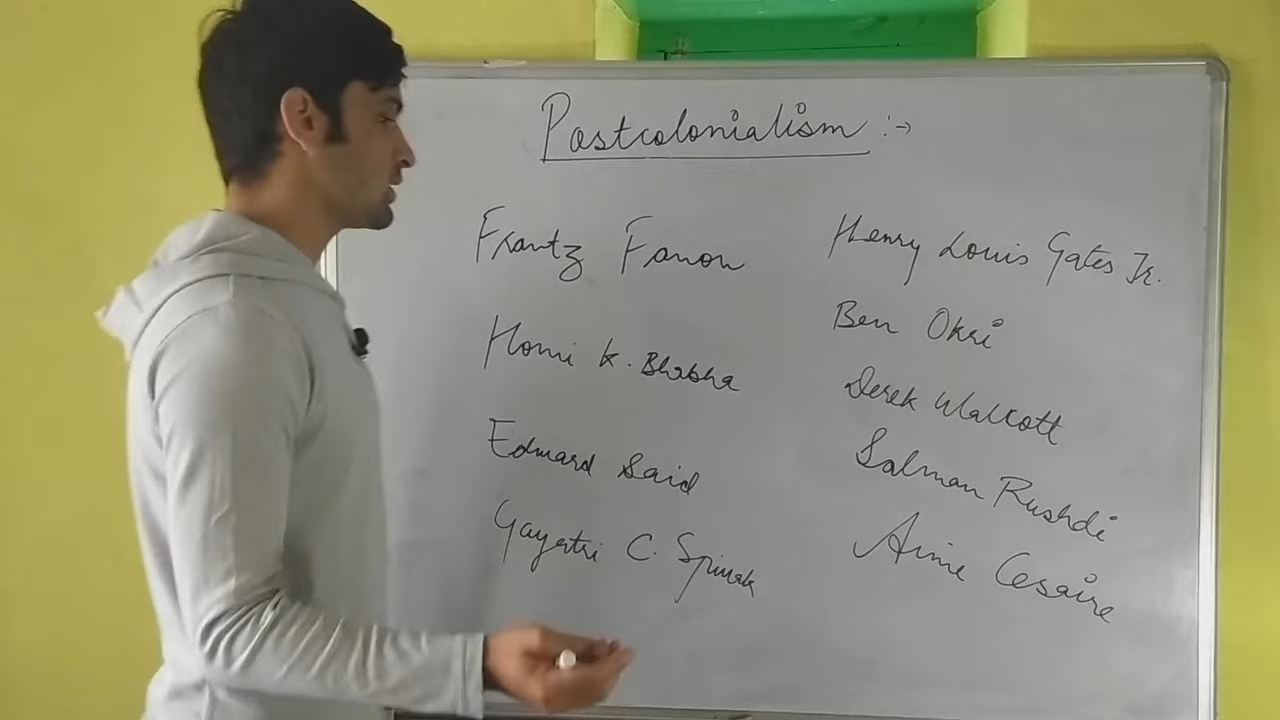 Postcolonialism :→
Frantz Fanon
Homi K. Bhabha
Edward Said
Gayatri C. Spivak
Henry Louis Gates Jr.
Ben Okri
Derek Walcott
Salman Rushdi
Aime Cesaire